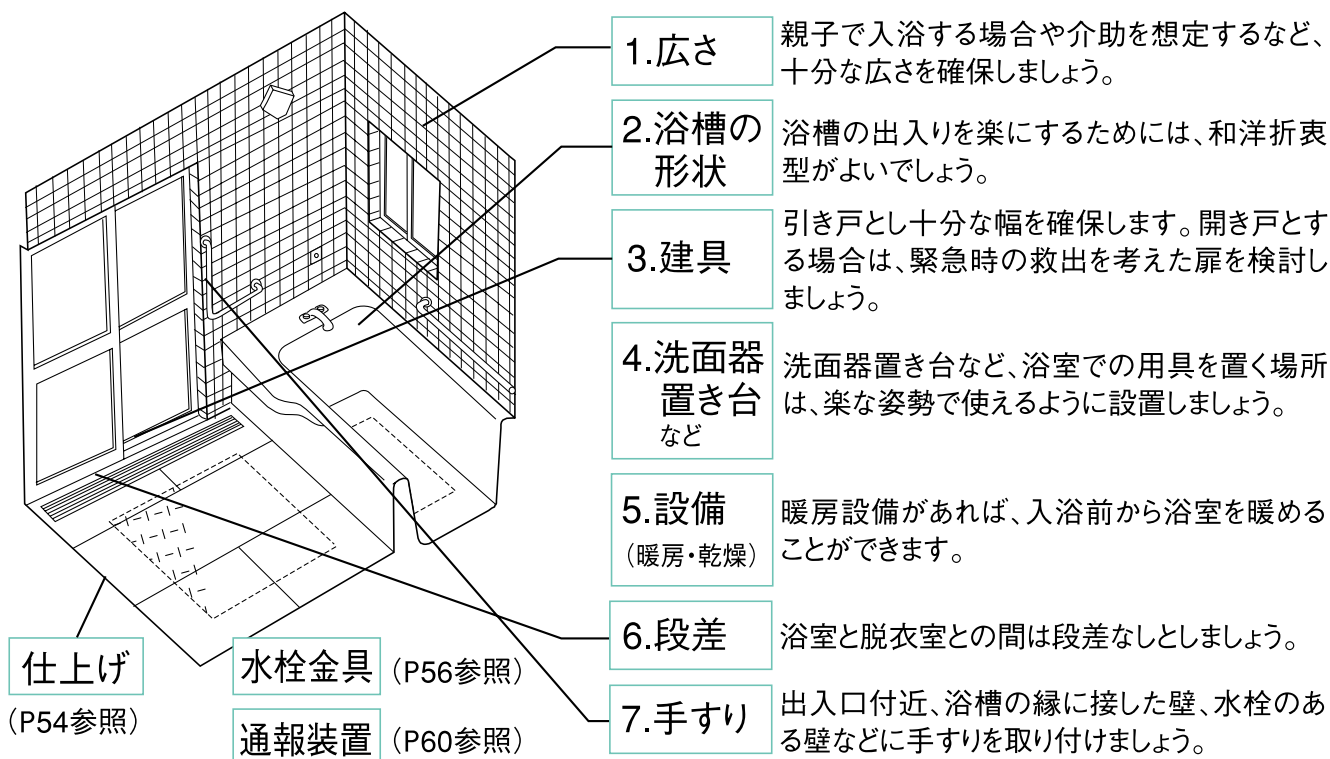 1.広さ
親子で入浴する場合や介助を想定するなど、
十分な広さを確保しましょう。
2.浴槽の
形状
浴槽の出入りを楽にするためには、和洋折衷
型がよいでしょう。
3.建具
引き戸とし十分な幅を確保します。開き戸とす
る場合は、緊急時の救出を考えた扉を検討し
ましょう。
4.洗面器
置き台
など
洗面器置き台など、浴室での用具を置く場所
は、楽な姿勢で使えるように設置しましょう。
5.設備
（暖房・乾燥）
暖房設備があれば、入浴前から浴室を暖める
ことができます。
6.段差
浴室と脱衣室との間は段差なしとしましょう。
7.手すり
出入口付近、浴槽の縁に接した壁、水栓のあ
る壁などに手すりを取り付けましょう。
仕上げ
（P54参照）
水栓金具（P56参照）
通報装置（P60参照）